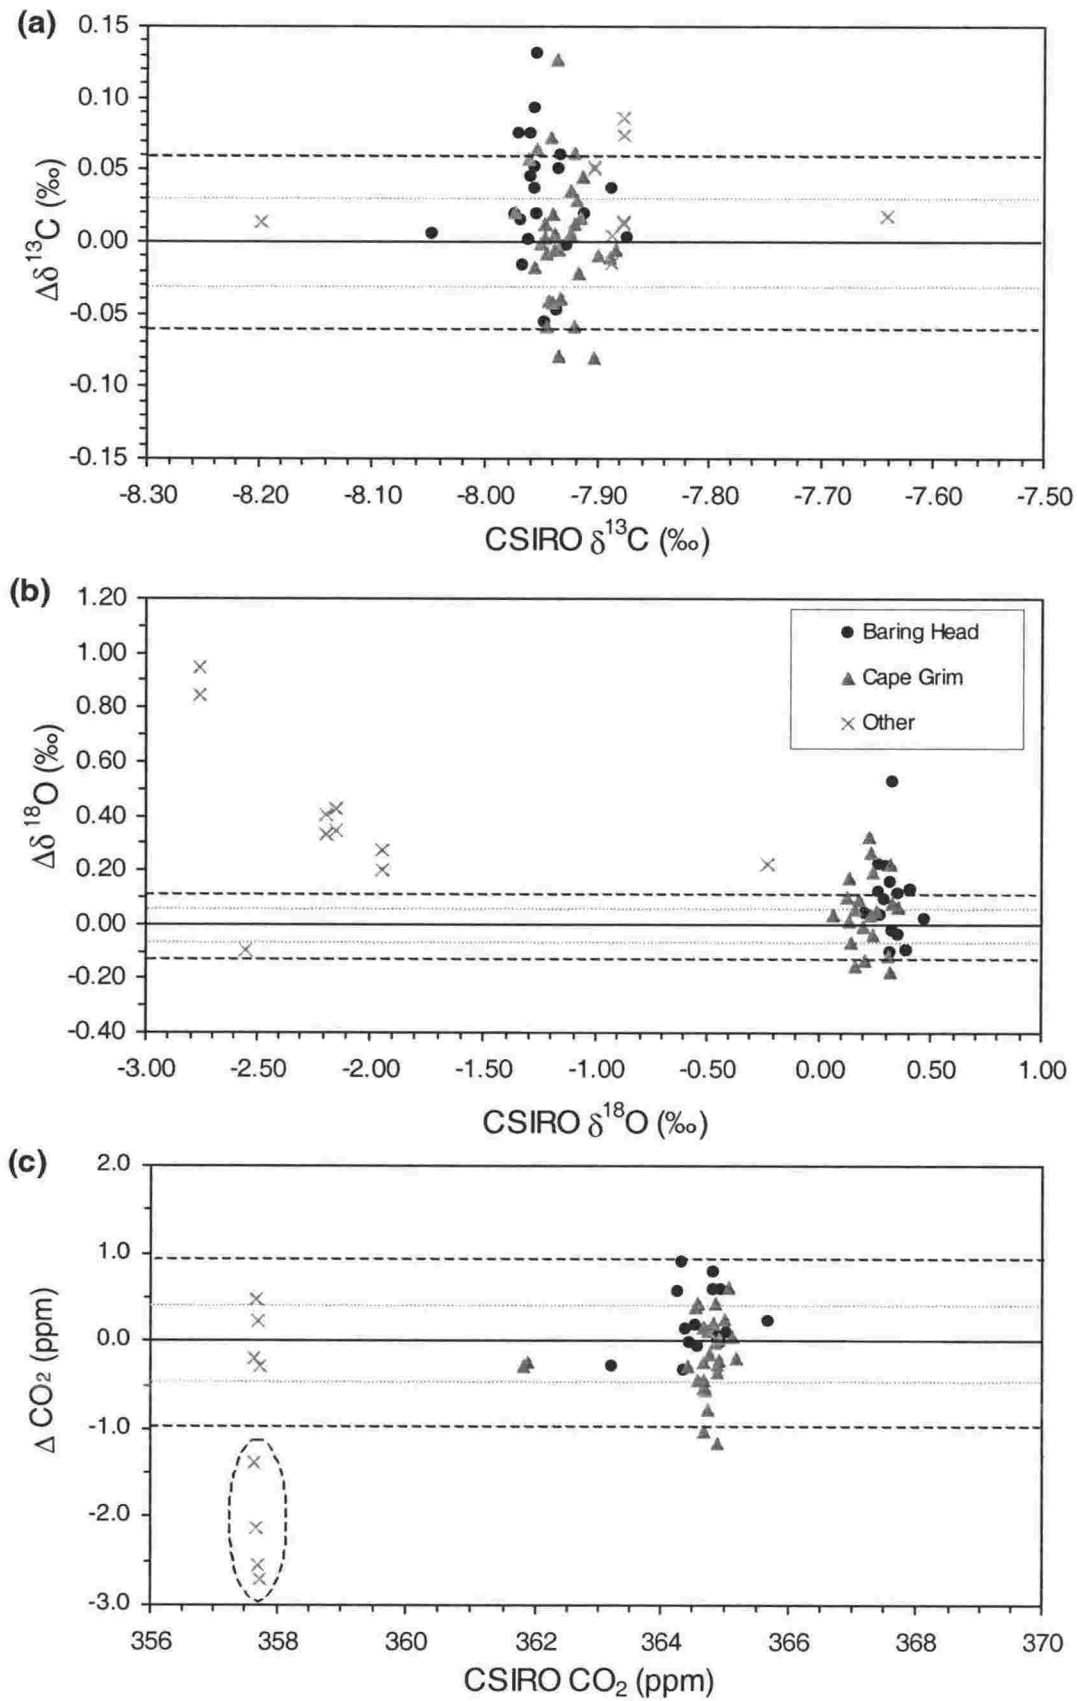 (a)
0.15
0.10
0.05
0.00
-0.05
-0.10
-0.15
Δδ¹³C (‰)
-8.30 -8.20 -8.10 -8.00 -7.90 -7.80 -7.70 -7.60 -7.50
CSIRO δ¹³C (‰)
(b)
1.20
1.00
0.80
0.60
0.40
0.20
0.00
-0.20
-0.40
Δδ¹⁸O (‰)
Baring Head
Cape Grim
Other
-3.00 -2.50 -2.00 -1.50 -1.00 -0.50 0.00 0.50 1.00
CSIRO δ¹⁸O (‰)
(c)
2.0
1.0
0.0
-1.0
-2.0
-3.0
Δ CO₂ (ppm)
356 358 360 362 364 366 368 370
CSIRO CO₂ (ppm)